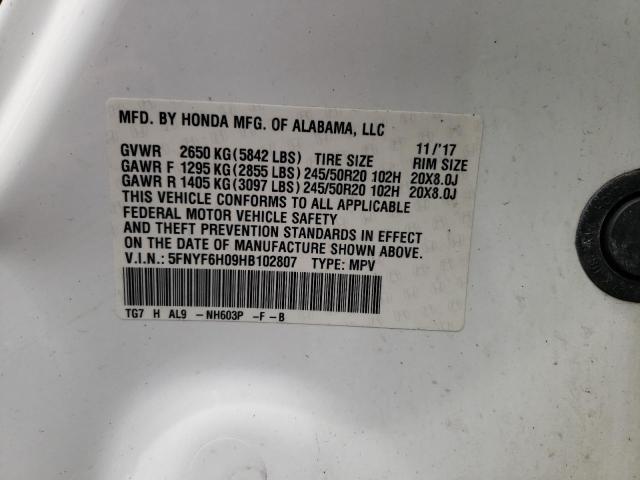 MFD. BY HONDA MFG. OF ALABAMA, LLC
11/'17
GVWR 2650 KG(5842 LBS) TIRE SIZE RIM SIZE
GAWR F 1295 KG(2855 LBS) 245/50R20 102H 20X8.0J
GAWR R 1405 KG(3097 LBS) 245/50R20 102H 20X8.0J
THIS VEHICLE CONFORMS TO ALL APPLICABLE
FEDERAL MOTOR VEHICLE SAFETY
AND THEFT PREVENTION STANDARDS IN EFFECT
ON THE DATE OF MANUFACTURE SHOWN ABOVE.
V.I.N.: 5FNYF6H09HB102807 TYPE: MPV
TG7 H AL9 -NH603P -F-B